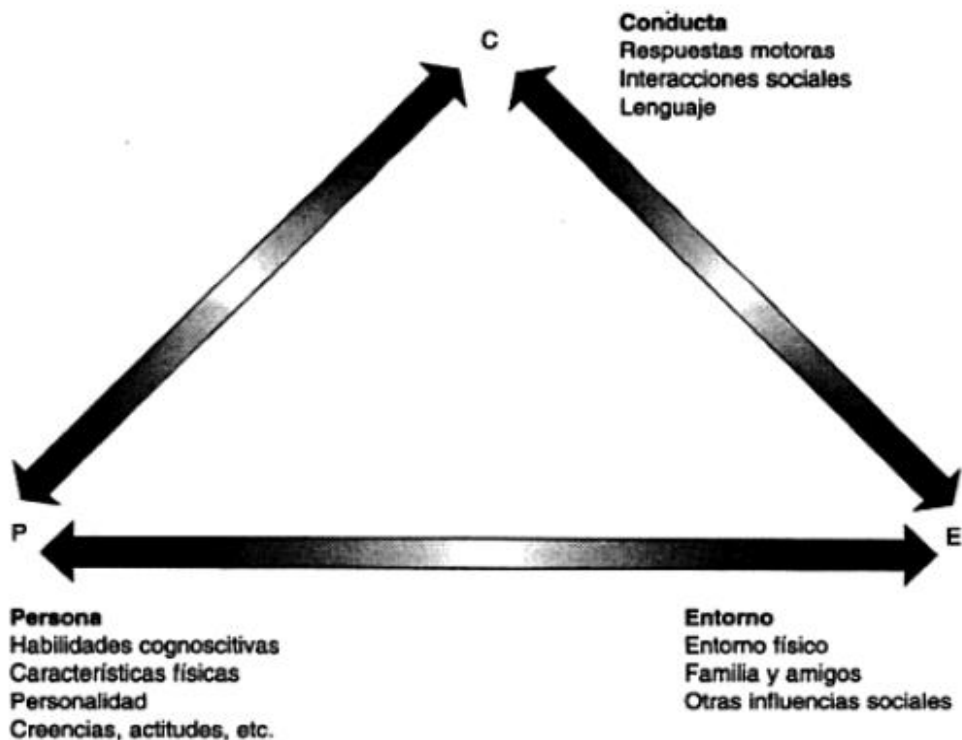 C
Conducta
Respuestas motoras
Interacciones sociales
Lenguaje
P
E
Persona
Habilidades cognoscitivas
Características físicas
Personalidad
Creencias, actitudes, etc.
Entorno
Entorno físico
Familia y amigos
Otras influencias sociales